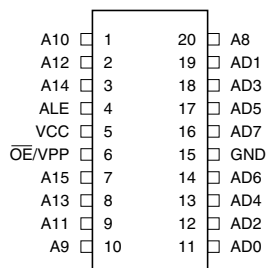 A10 1 20 A8
A12 2 19 AD1
A14 3 18 AD3
ALE 4 17 AD5
VCC 5 16 AD7
O̅E̅/VPP 6 15 GND
A15 7 14 AD6
A13 8 13 AD4
A11 9 12 AD2
A9 10 11 AD0